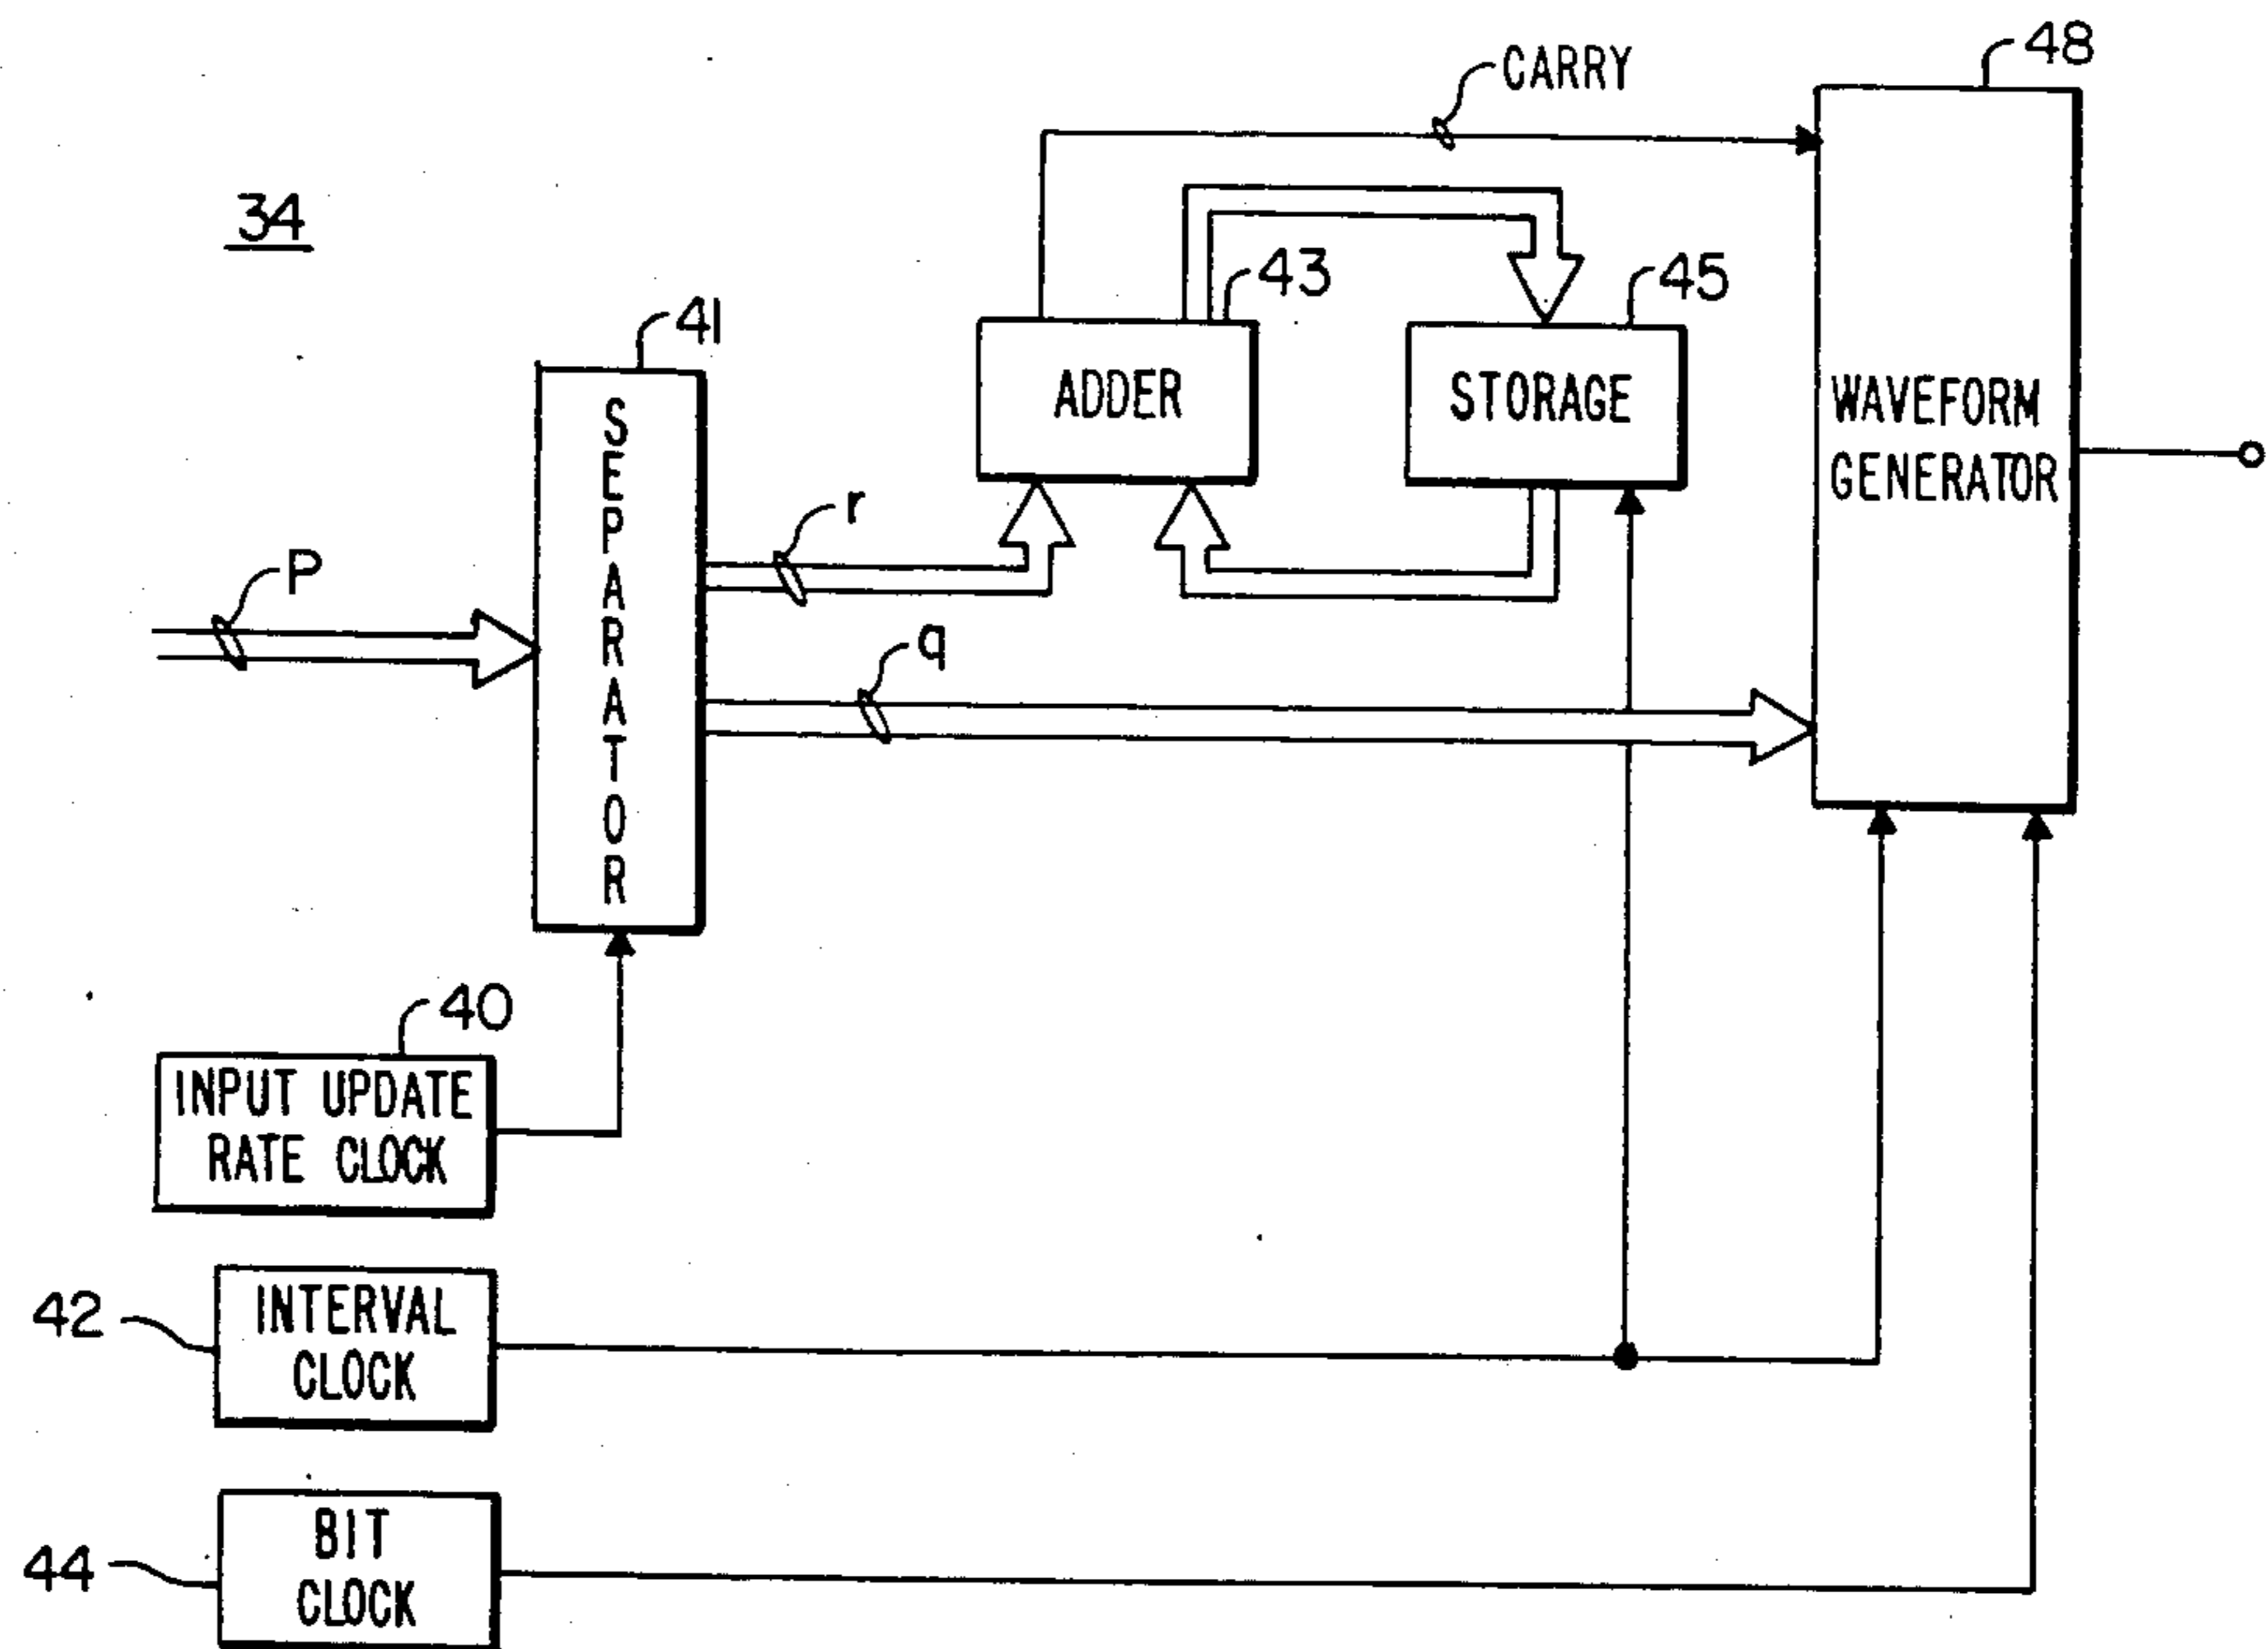 CARRY
48
34
43
45
41
ADDER
STORAGE
WAVEFORM
GENERATOR
SEPARATOR
r
P
q
40
INPUT UPDATE
RATE CLOCK
42
INTERVAL
CLOCK
44
BIT
CLOCK